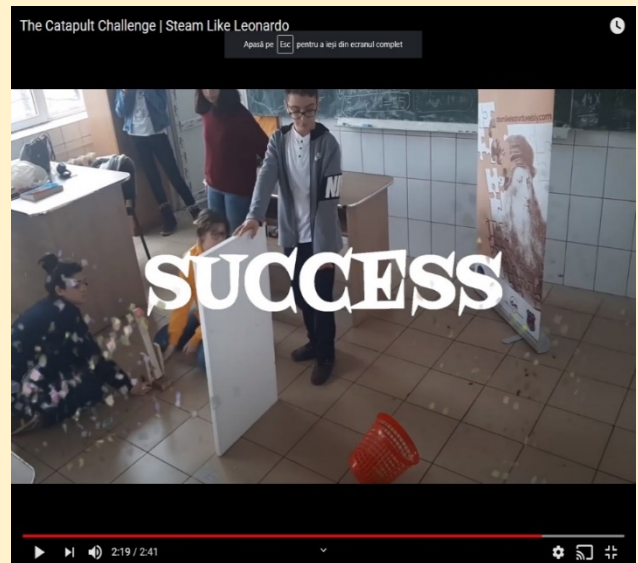 The Catapult Challenge | Steam Like Leonardo
Apasă pe Esc pentru a ieși din ecranul complet
SUCCESS
2:19 / 2:41